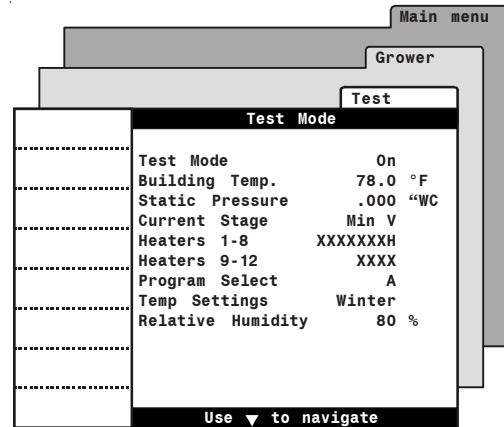 Main menu
Grower
Test
Test Mode
Test Mode On
Building Temp. 78.0 °F
Static Pressure .000 “WC
Current Stage Min V
Heaters 1-8 XXXXXXXH
Heaters 9-12 XXXX
Program Select A
Temp Settings Winter
Relative Humidity 80 %
Use ▼ to navigate